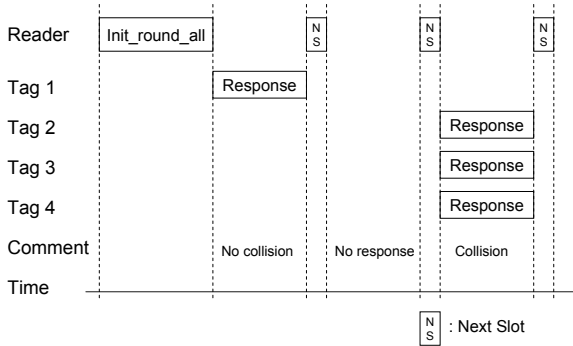 Reader Init_round_all N S N S N S
Tag 1 Response
Tag 2 Response
Tag 3 Response
Tag 4 Response
Comment No collision No response Collision
Time
N S : Next Slot